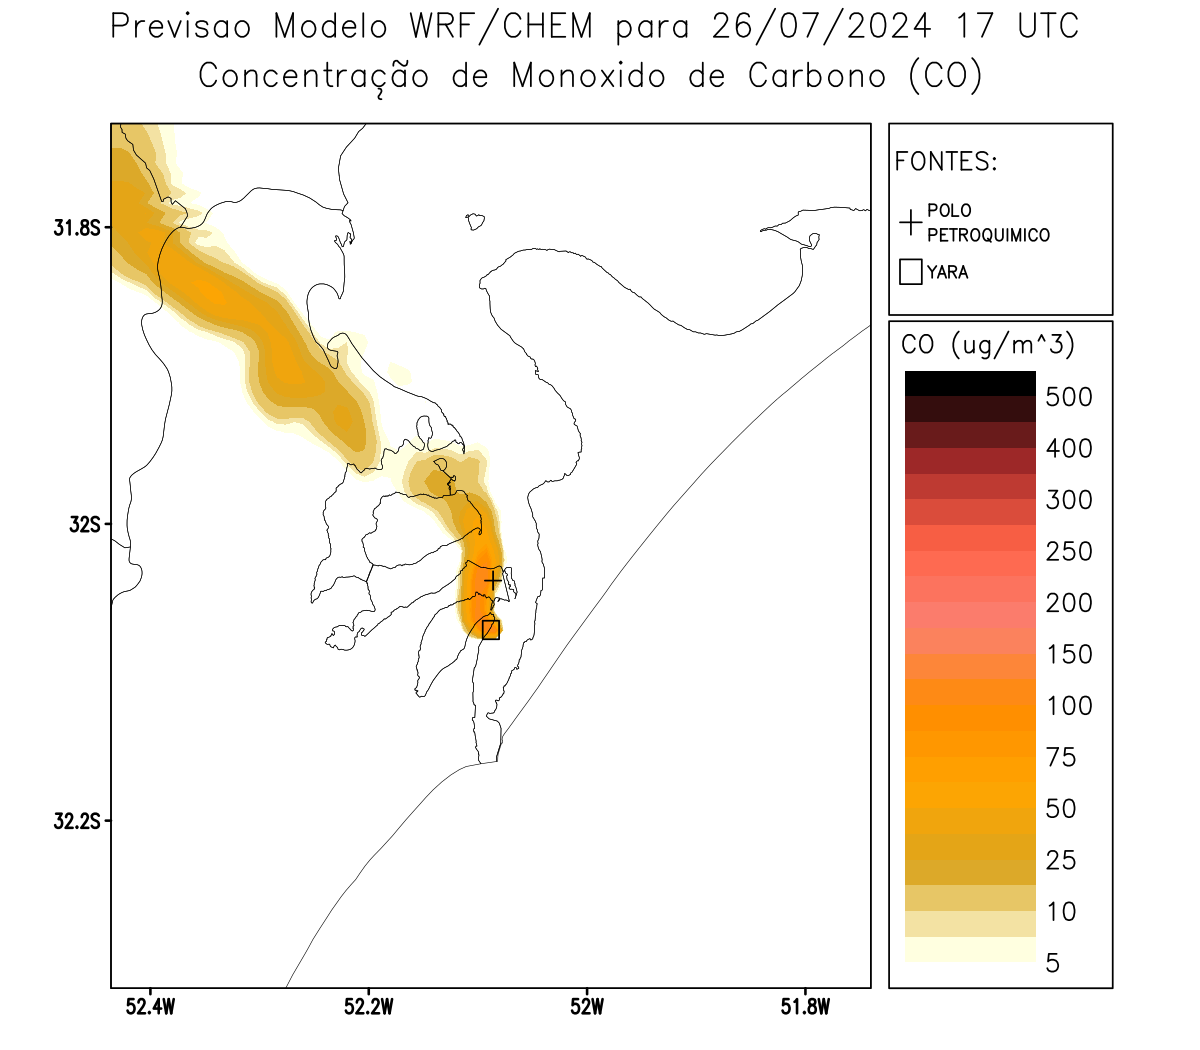 Previsao Modelo WRF/CHEM para 26/07/2024 17 UTC
Concentração de Monoxido de Carbono (CO)
FONTES:
POLO
PETROQUIMICO
YARA
CO (ug/m^3)
500
400
300
250
200
150
100
75
50
25
10
5
31.8S
32S
32.2S
52.4W
52.2W
52W
51.8W